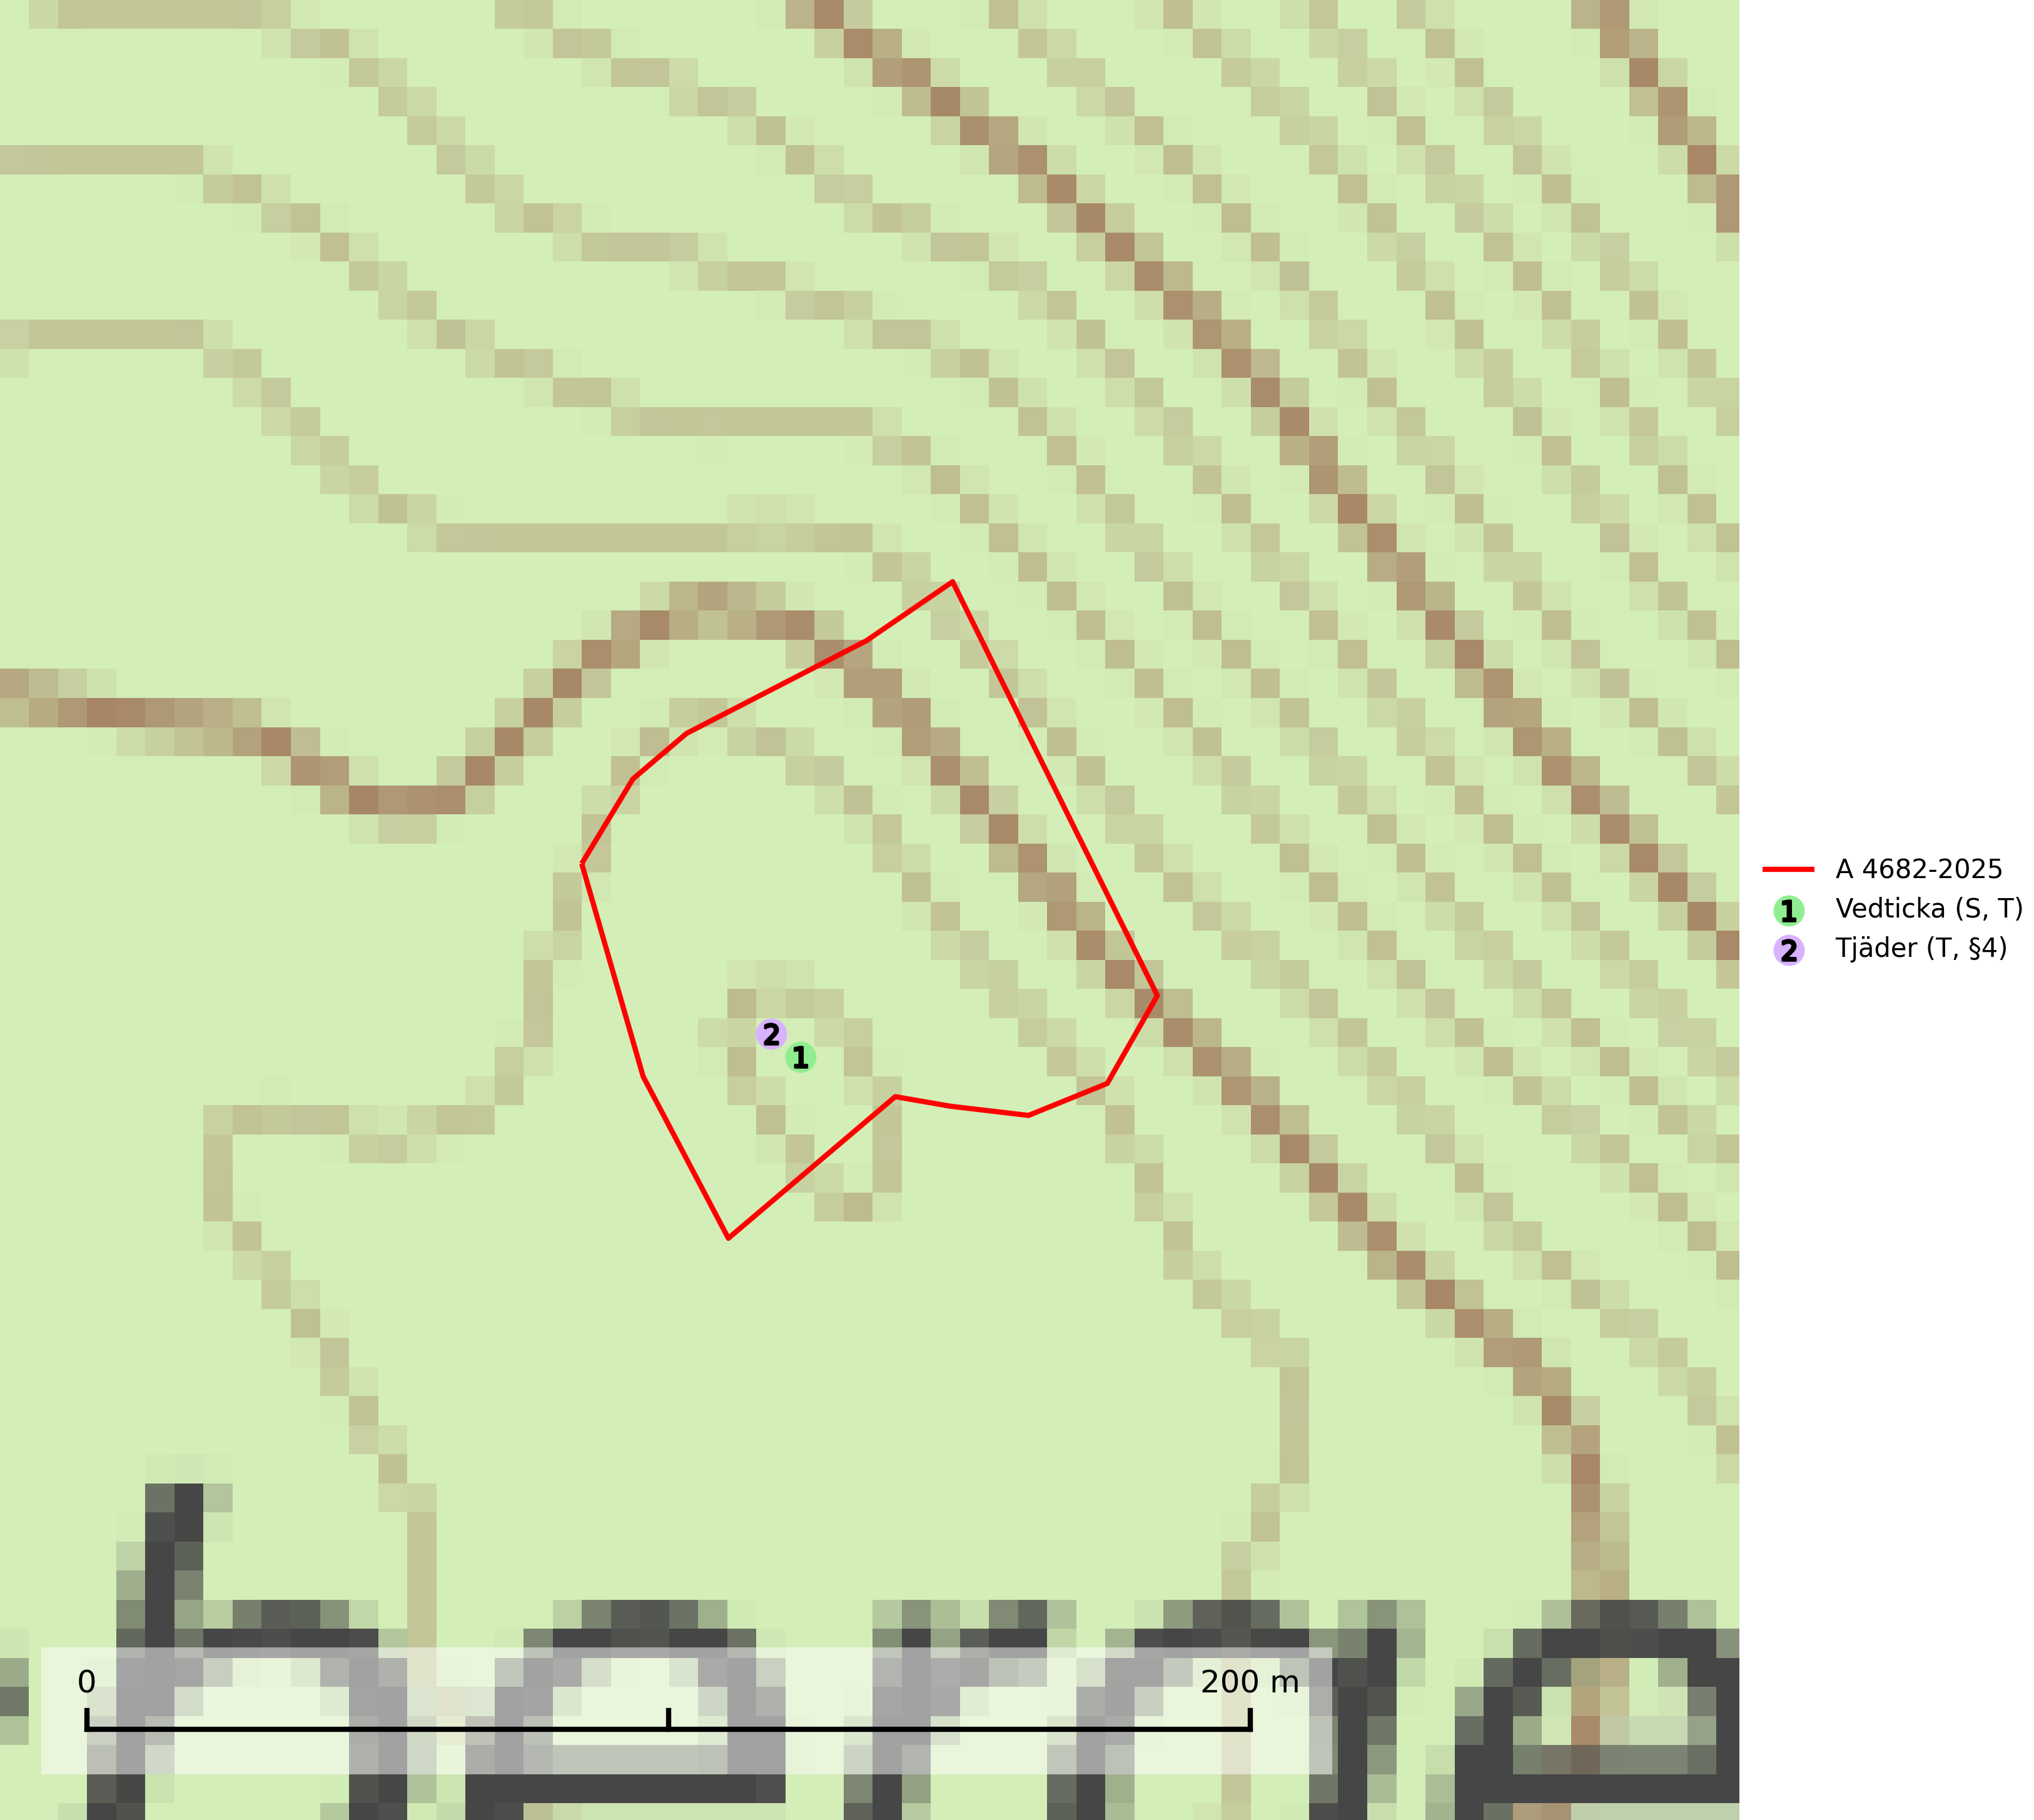 2
1
A 4682-2025
1 Vedticka (S, T)
2 Tjäder (T, §4)
0 200 m